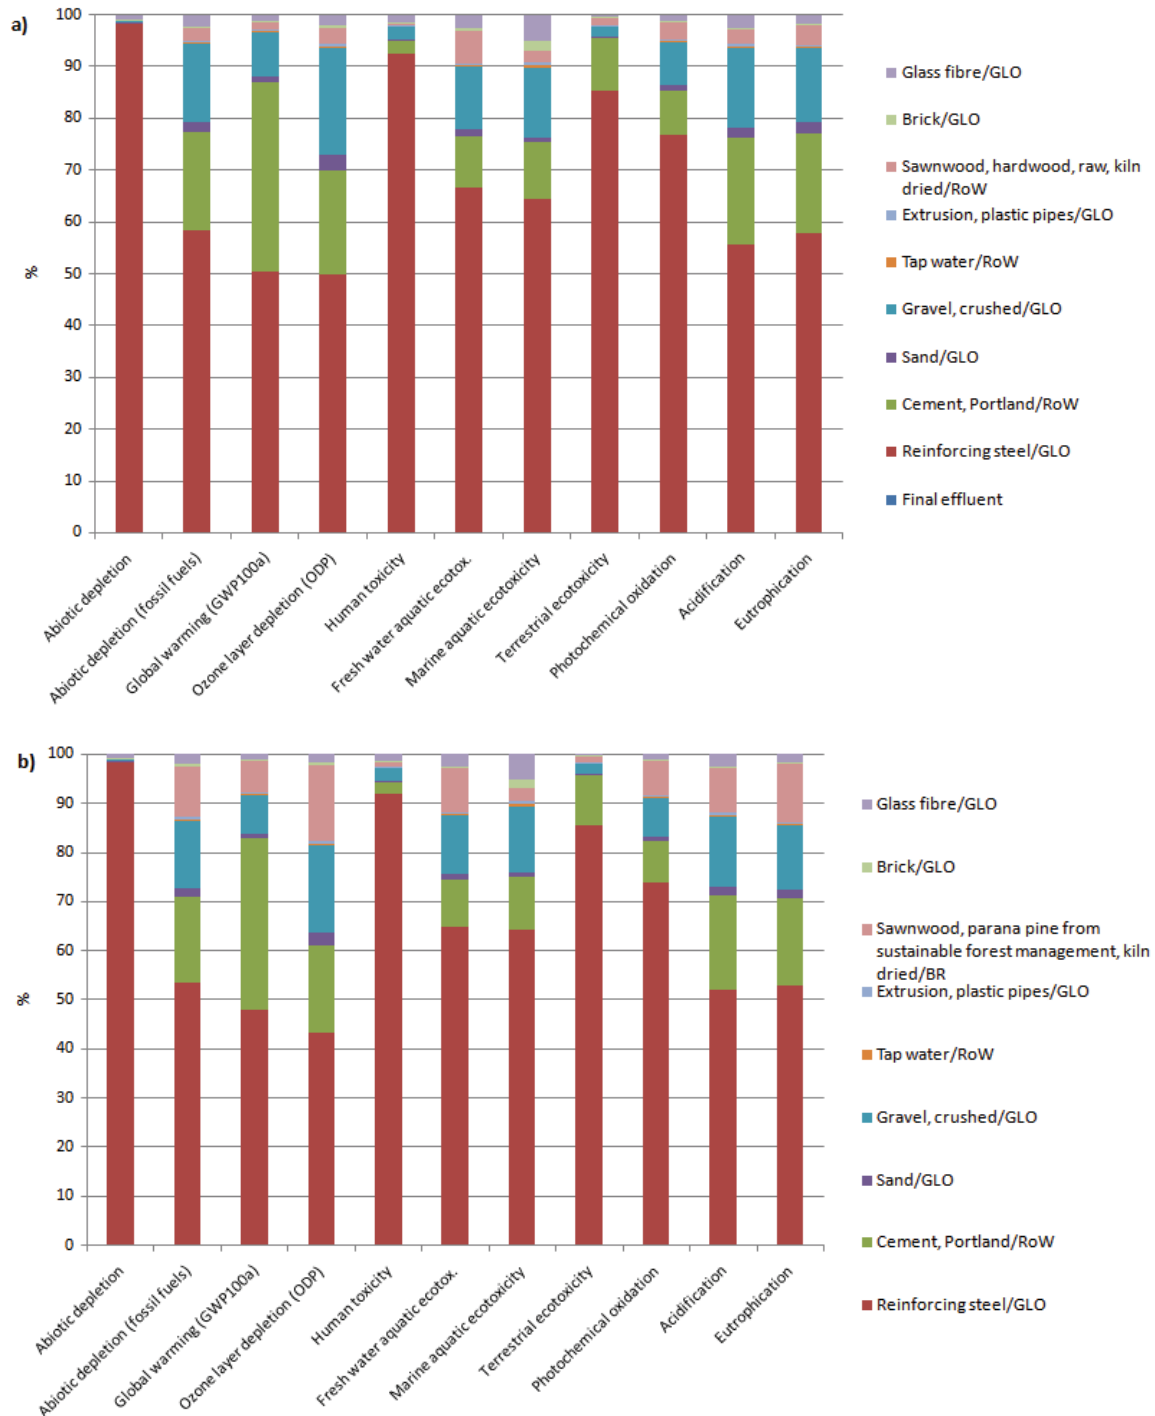 a)
100
90
80
70
60
50
40
30
20
10
0
%
Abiotic depletion
Abiotic depletion (fossil fuels)
Global warming (GWP100a)
Ozone layer depletion (ODP)
Human toxicity
Fresh water aquatic ecotox.
Marine aquatic ecotoxicity
Terrestrial ecotoxicity
Photochemical oxidation
Acidification
Eutrophication
Glass fibre/GLO
Brick/GLO
Sawnwood, hardwood, raw, kiln
dried/RoW
Extrusion, plastic pipes/GLO
Tap water/RoW
Gravel, crushed/GLO
Sand/GLO
Cement, Portland/RoW
Reinforcing steel/GLO
Final effluent
b)
100
90
80
70
60
50
40
30
20
10
0
%
Abiotic depletion
Abiotic depletion (fossil fuels)
Global warming (GWP100a)
Ozone layer depletion (ODP)
Human toxicity
Fresh water aquatic ecotox.
Marine aquatic ecotoxicity
Terrestrial ecotoxicity
Photochemical oxidation
Acidification
Eutrophication
Glass fibre/GLO
Brick/GLO
Sawnwood, parana pine from
sustainable forest management, kiln
dried/BR
Extrusion, plastic pipes/GLO
Tap water/RoW
Gravel, crushed/GLO
Sand/GLO
Cement, Portland/RoW
Reinforcing steel/GLO